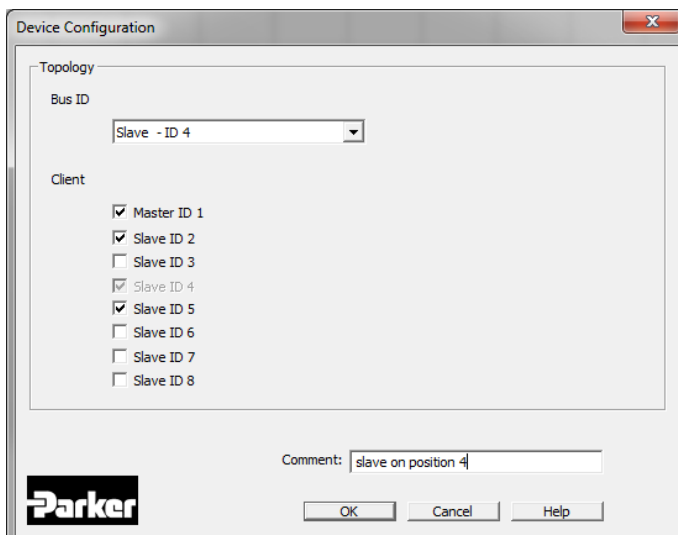 Device Configuration
Topology
Bus ID
Slave - ID 4
Client
Master ID 1
Slave ID 2
Slave ID 3
Slave ID 4
Slave ID 5
Slave ID 6
Slave ID 7
Slave ID 8
Comment: slave on position 4
Parker
OK Cancel Help